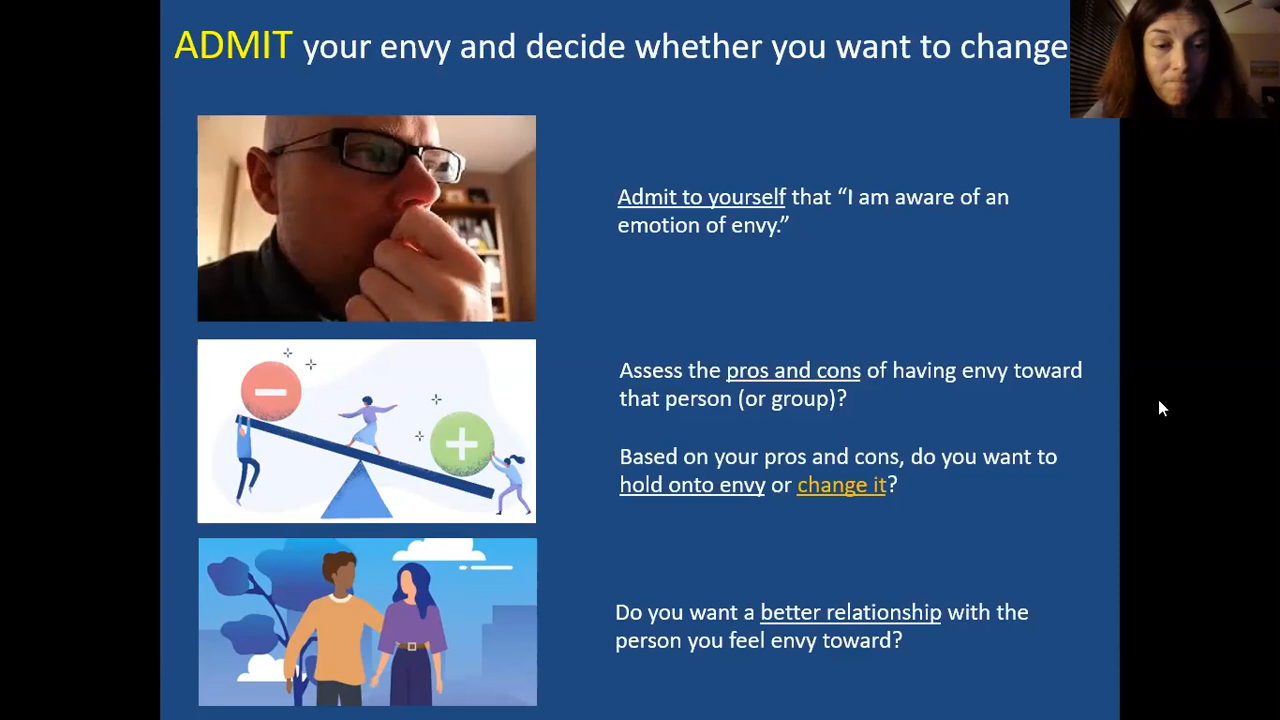 ADMIT your envy and decide whether you want to change
Admit to yourself that “I am aware of an
emotion of envy.”
Assess the pros and cons of having envy toward
that person (or group)?
Based on your pros and cons, do you want to
hold onto envy or change it?
Do you want a better relationship with the
person you feel envy toward?